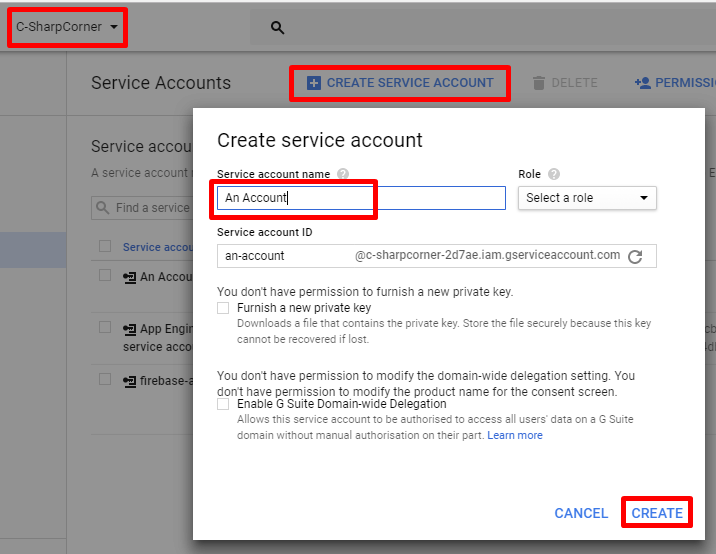 C-SharpCorner
Service Accounts
CREATE SERVICE ACCOUNT
DELETE
PERMISSI
Service accou
A service account
E
Find a service
Service accou
An Accou
App Engin
service accou
firebase-a
Create service account
Service account name
Role
An Account
Select a role
Service account ID
an-account @c-sharpcorner-2d7ae.iam.gserviceaccount.com
You don't have permission to furnish a new private key.
Furnish a new private key
Downloads a file that contains the private key. Store the file securely because this key
cannot be recovered if lost.
You don't have permission to modify the domain-wide delegation setting. You
don't have permission to modify the product name for the consent screen.
Enable G Suite Domain-wide Delegation
Allows this service account to be authorised to access all users' data on a G Suite
domain without manual authorisation on their part. Learn more
CANCEL
CREATE